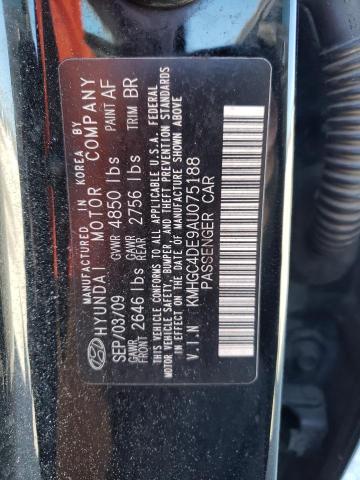 MANUFACTURED IN KOREA BY
HYUNDAI MOTOR COMPANY
SEP/03/09 GVWR 4850 lbs PAINT AF
GAWR FRONT 2646 lbs GAWR REAR 2756 lbs TRIM BR
THIS VEHICLE CONFORMS TO ALL APPLICABLE U.S.A. FEDERAL
MOTOR VEHICLE SAFETY, BUMPER, AND THEFT PREVENTION STANDARDS
IN EFFECT ON THE DATE OF MANUFACTURE SHOWN ABOVE
V.I.N KMHGC4DE9AU075188
PASSENGER CAR